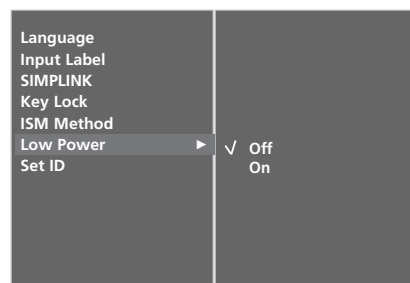 Language
Input Label
SIMPLINK
Key Lock
ISM Method
Low Power ►
Set ID
√ Off
On